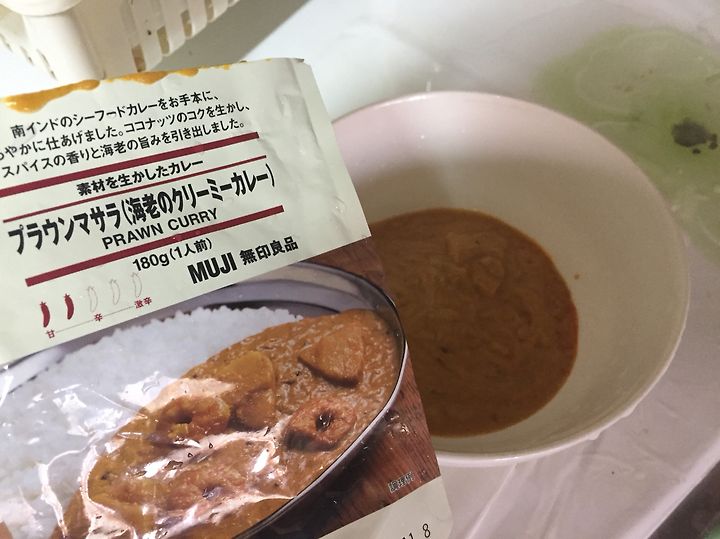 南インドのシーフードカレーをお手本に、
やかに仕あげました。ココナッツのコクを生かし、
スパイスの香りと海老の旨みを引き出しました。
素材を生かしたカレー
プラウンマサラ(海老のクリーミーカレー)
PRAWN CURRY
180g(1人前)
MUJI 無印良品
甘 辛 激辛
調理例